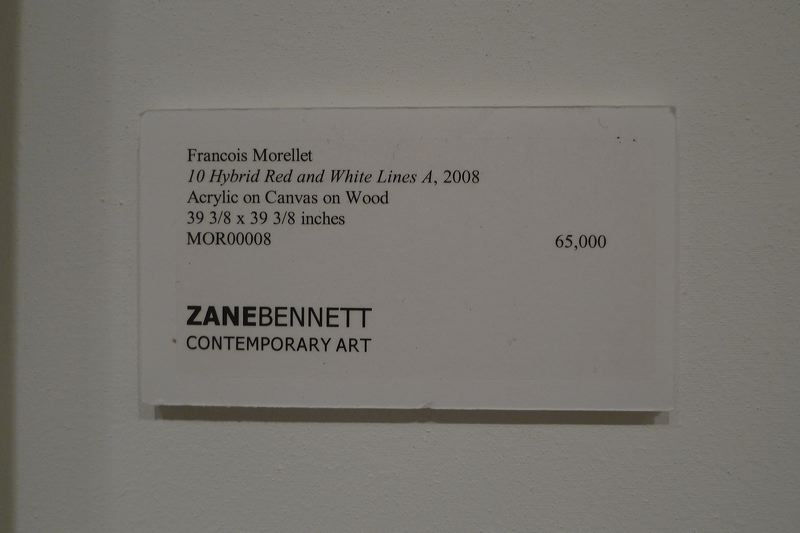 Francois Morellet
10 Hybrid Red and White Lines A, 2008
Acrylic on Canvas on Wood
39 3/8 x 39 3/8 inches
MOR00008 65,000
ZANEBENNETT
CONTEMPORARY ART